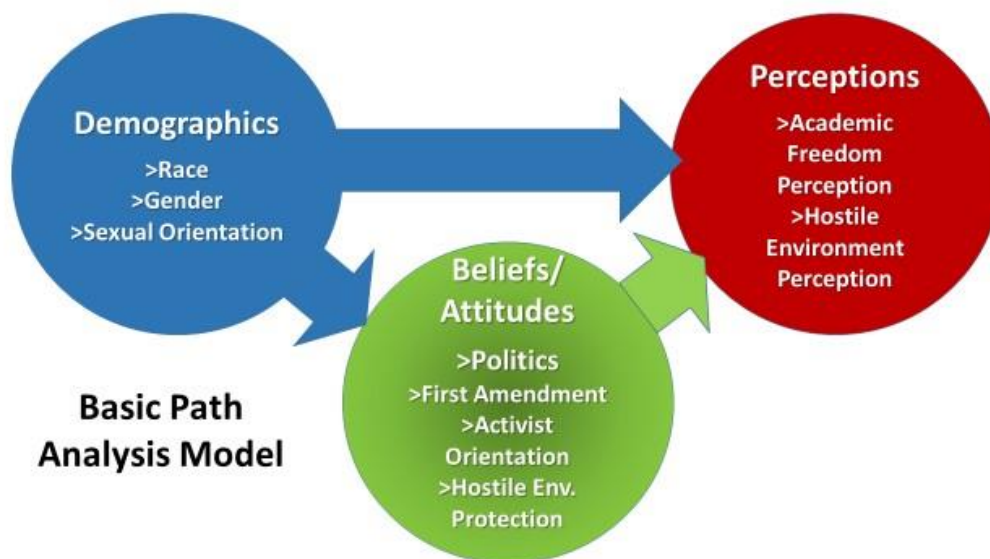 Demographics
>Race
>Gender
>Sexual Orientation
Perceptions
>Academic
Freedom
Perception
>Hostile
Environment
Perception
Beliefs/
Attitudes
>Politics
>First Amendment
>Activist
Orientation
>Hostile Env.
Protection
Basic Path
Analysis Model